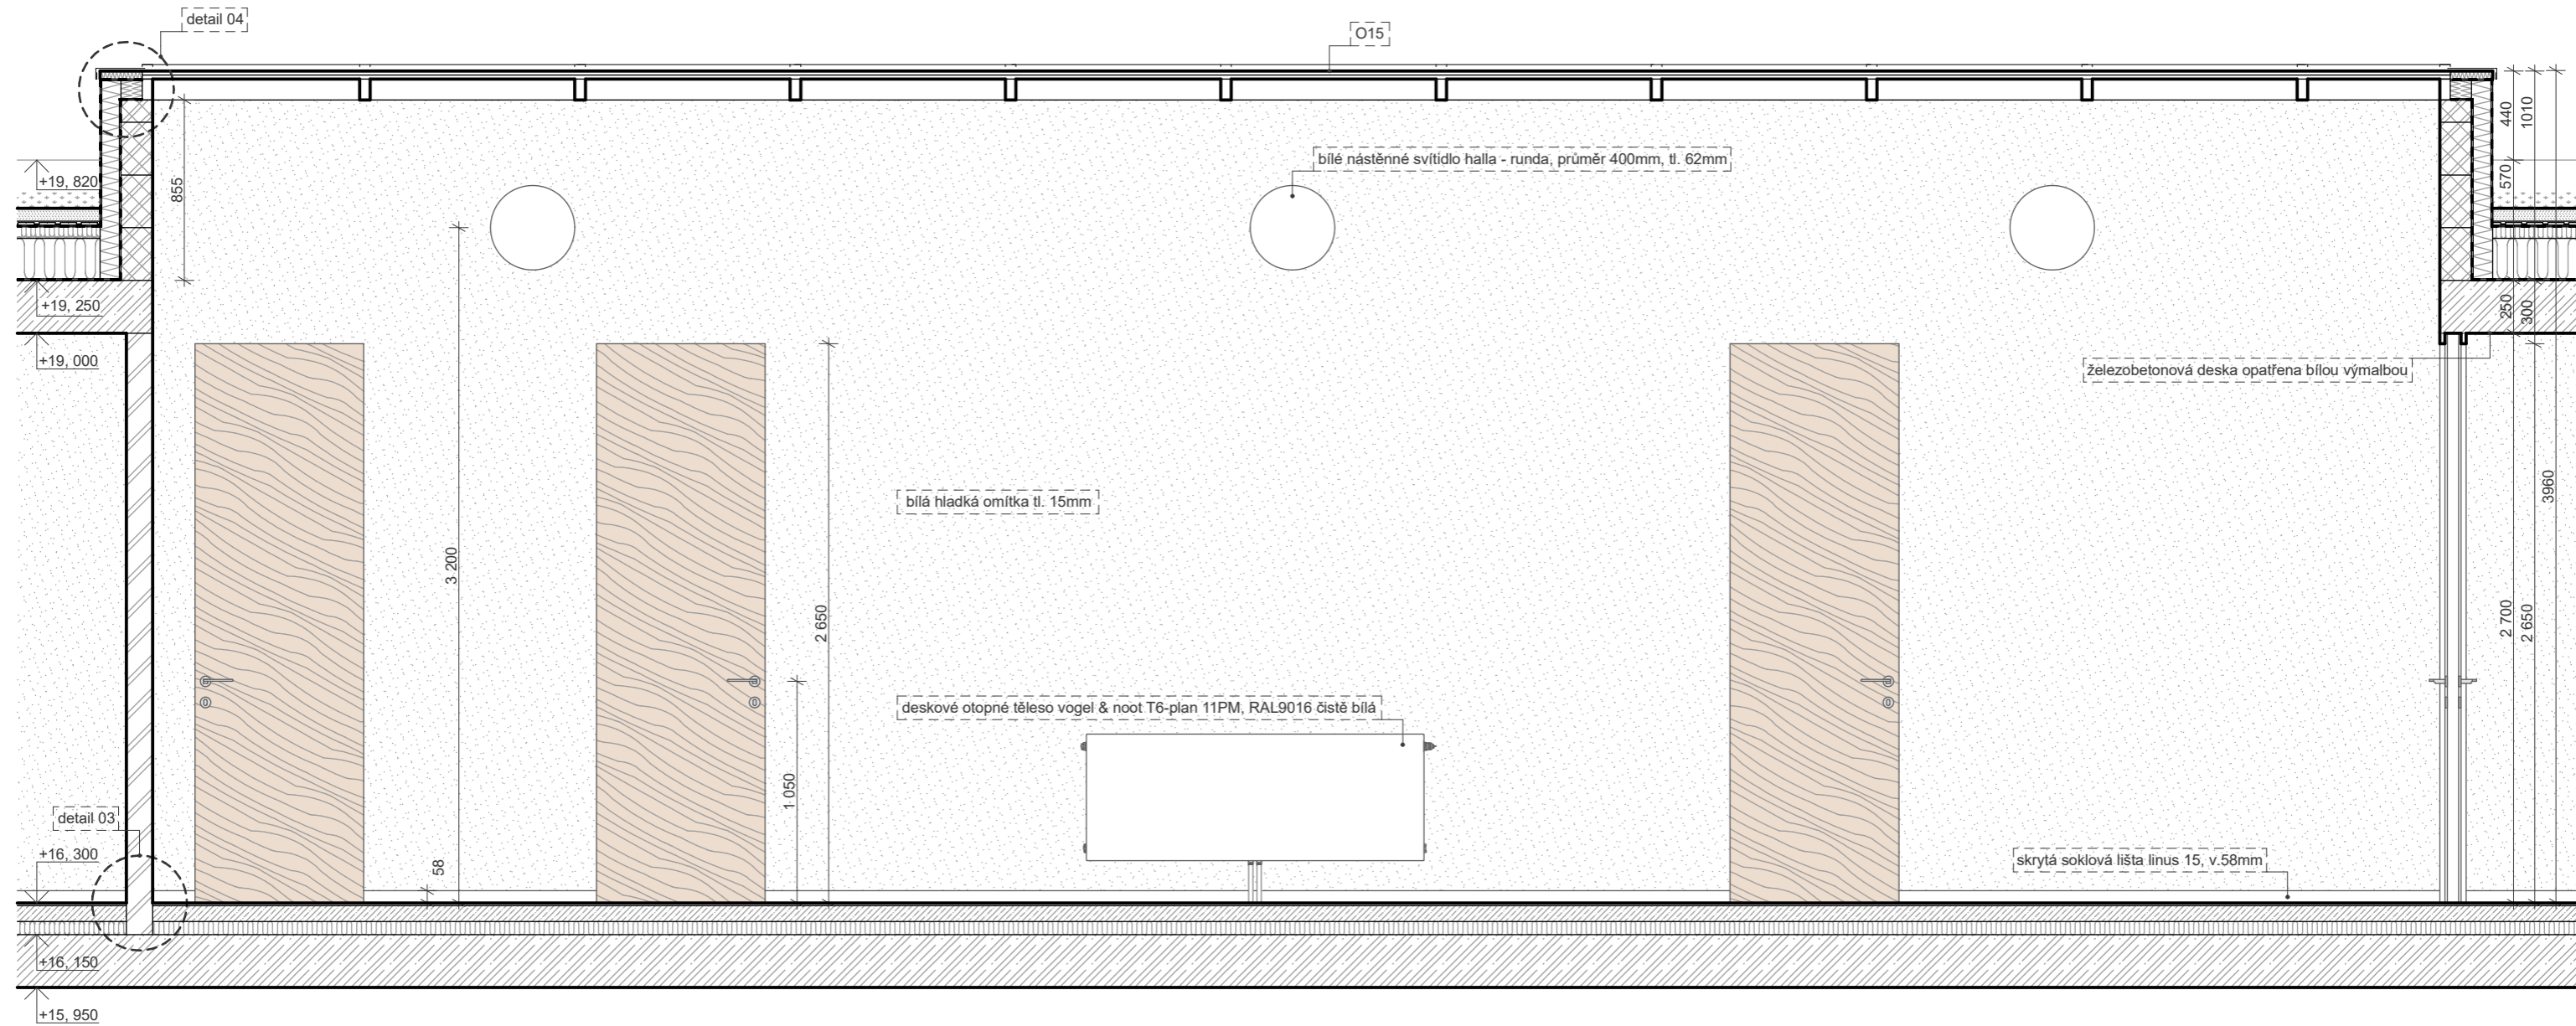 detail 04
O15
bílé nástěnné svítidlo halla - runda, průměr 400mm, tl. 62mm
+19, 820
855
440
1010
570
+19, 250
250
300
+19, 000
železobetonová deska opatřena bílou výmalbou
3960
bílá hladká omítka tl. 15mm
3 200
2 650
2 700
2 650
deskové otopné těleso vogel & noot T6-plan 11PM, RAL9016 čistě bílá
1 050
detail 03
+16, 300
58
skrytá soklová lišta linus 15, v.58mm
+16, 150
+15, 950